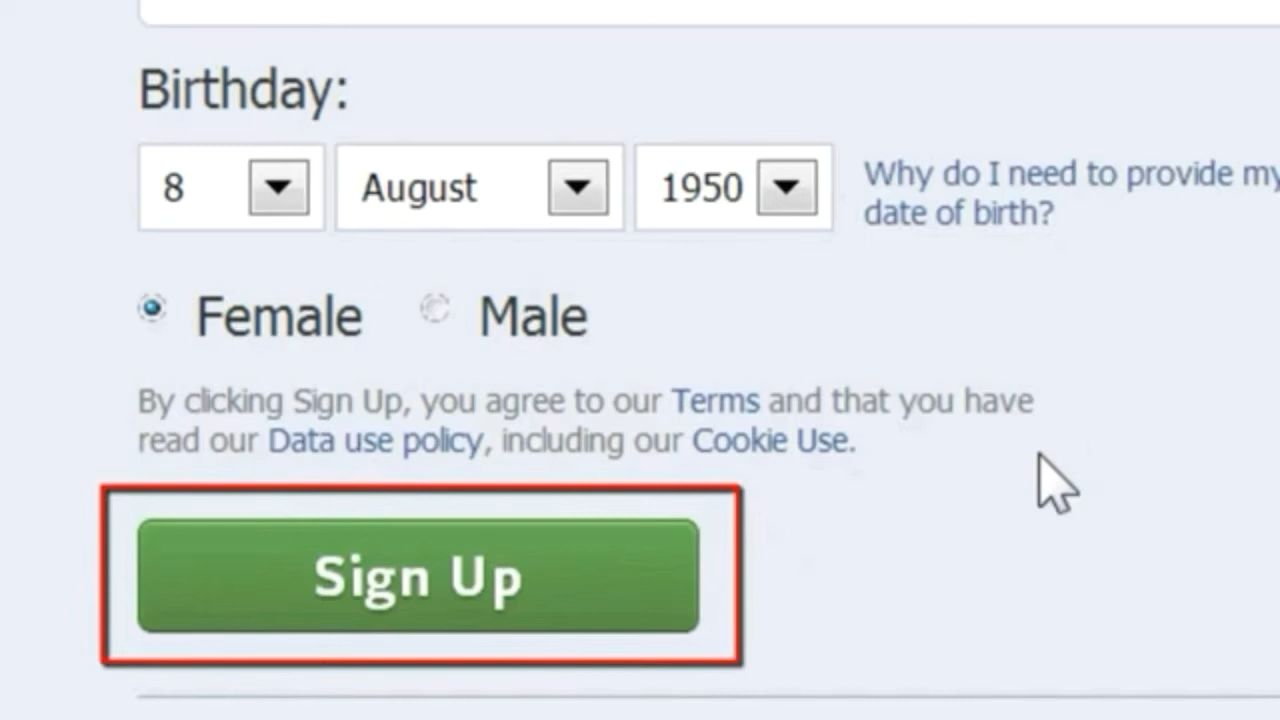 Birthday:
8 August 1950
Why do I need to provide my
date of birth?
Female Male
By clicking Sign Up, you agree to our Terms and that you have
read our Data use policy, including our Cookie Use.
Sign Up